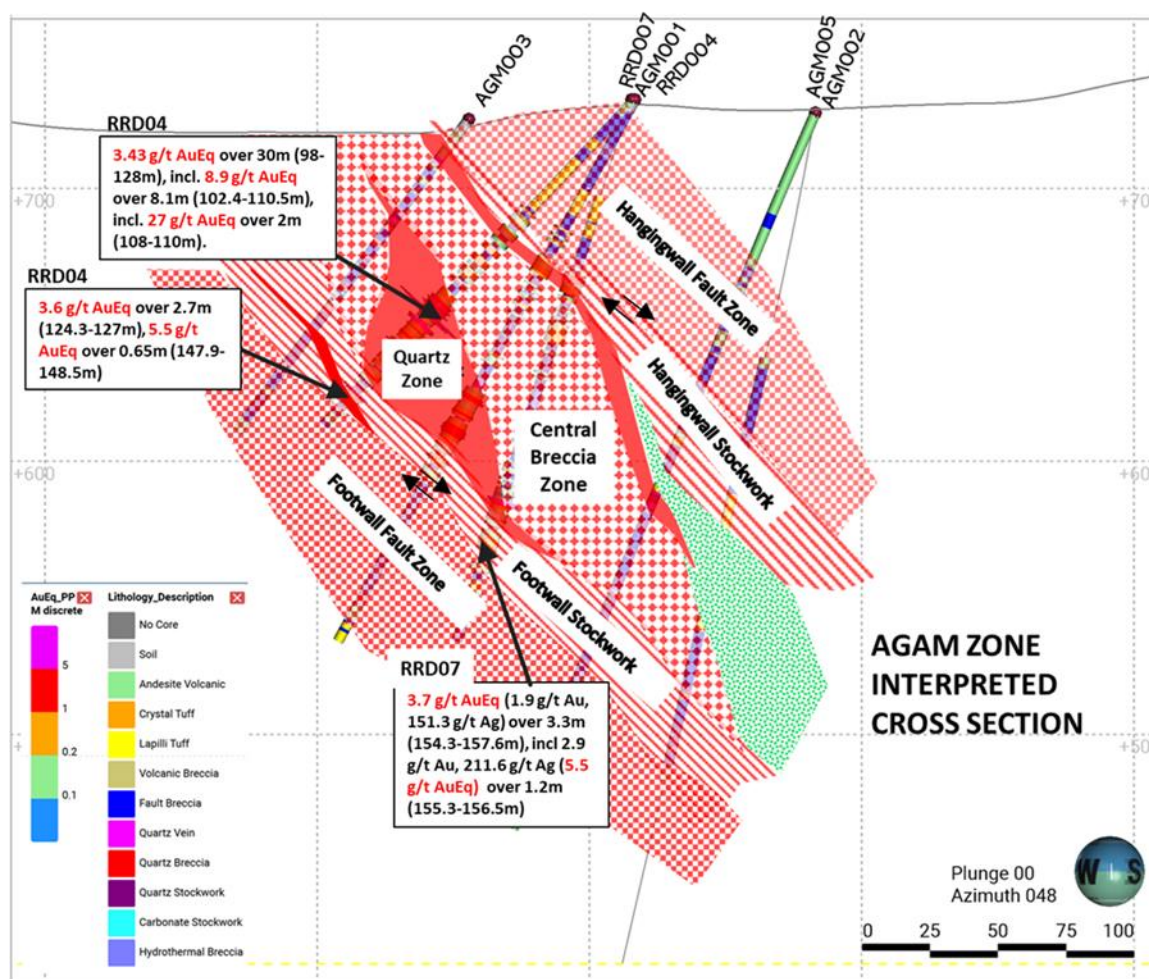 AGM003
RRD007
AGM001
RRD004
AGM005
AGM002
RRD04
3.43 g/t AuEq over 30m (98-
128m), incl. 8.9 g/t AuEq
over 8.1m (102.4-110.5m),
incl. 27 g/t AuEq over 2m
(108-110m).
+700
+70
RRD04
3.6 g/t AuEq over 2.7m
(124.3-127m), 5.5 g/t
AuEq over 0.65m (147.9-
148.5m)
Hangingwall Fault Zone
Quartz
Zone
Hangingwall Stockwork
Central
Breccia
Zone
+600
+60
Footwall Fault Zone
Footwall Stockwork
AuEq_PP
M discrete
5
1
0.2
0.1
Lithology_Description
No Core
Soil
Andesite Volcanic
Crystal Tuff
Lapilli Tuff
Volcanic Breccia
Fault Breccia
Quartz Vein
Quartz Breccia
Quartz Stockwork
Carbonate Stockwork
Hydrothermal Breccia
RRD07
3.7 g/t AuEq (1.9 g/t Au,
151.3 g/t Ag) over 3.3m
(154.3-157.6m), incl 2.9
g/t Au, 211.6 g/t Ag (5.5
g/t AuEq) over 1.2m
(155.3-156.5m)
AGAM ZONE
INTERPRETED
CROSS SECTION
+
+50
Plunge 00
Azimuth 048
W S
0 25 50 75 100